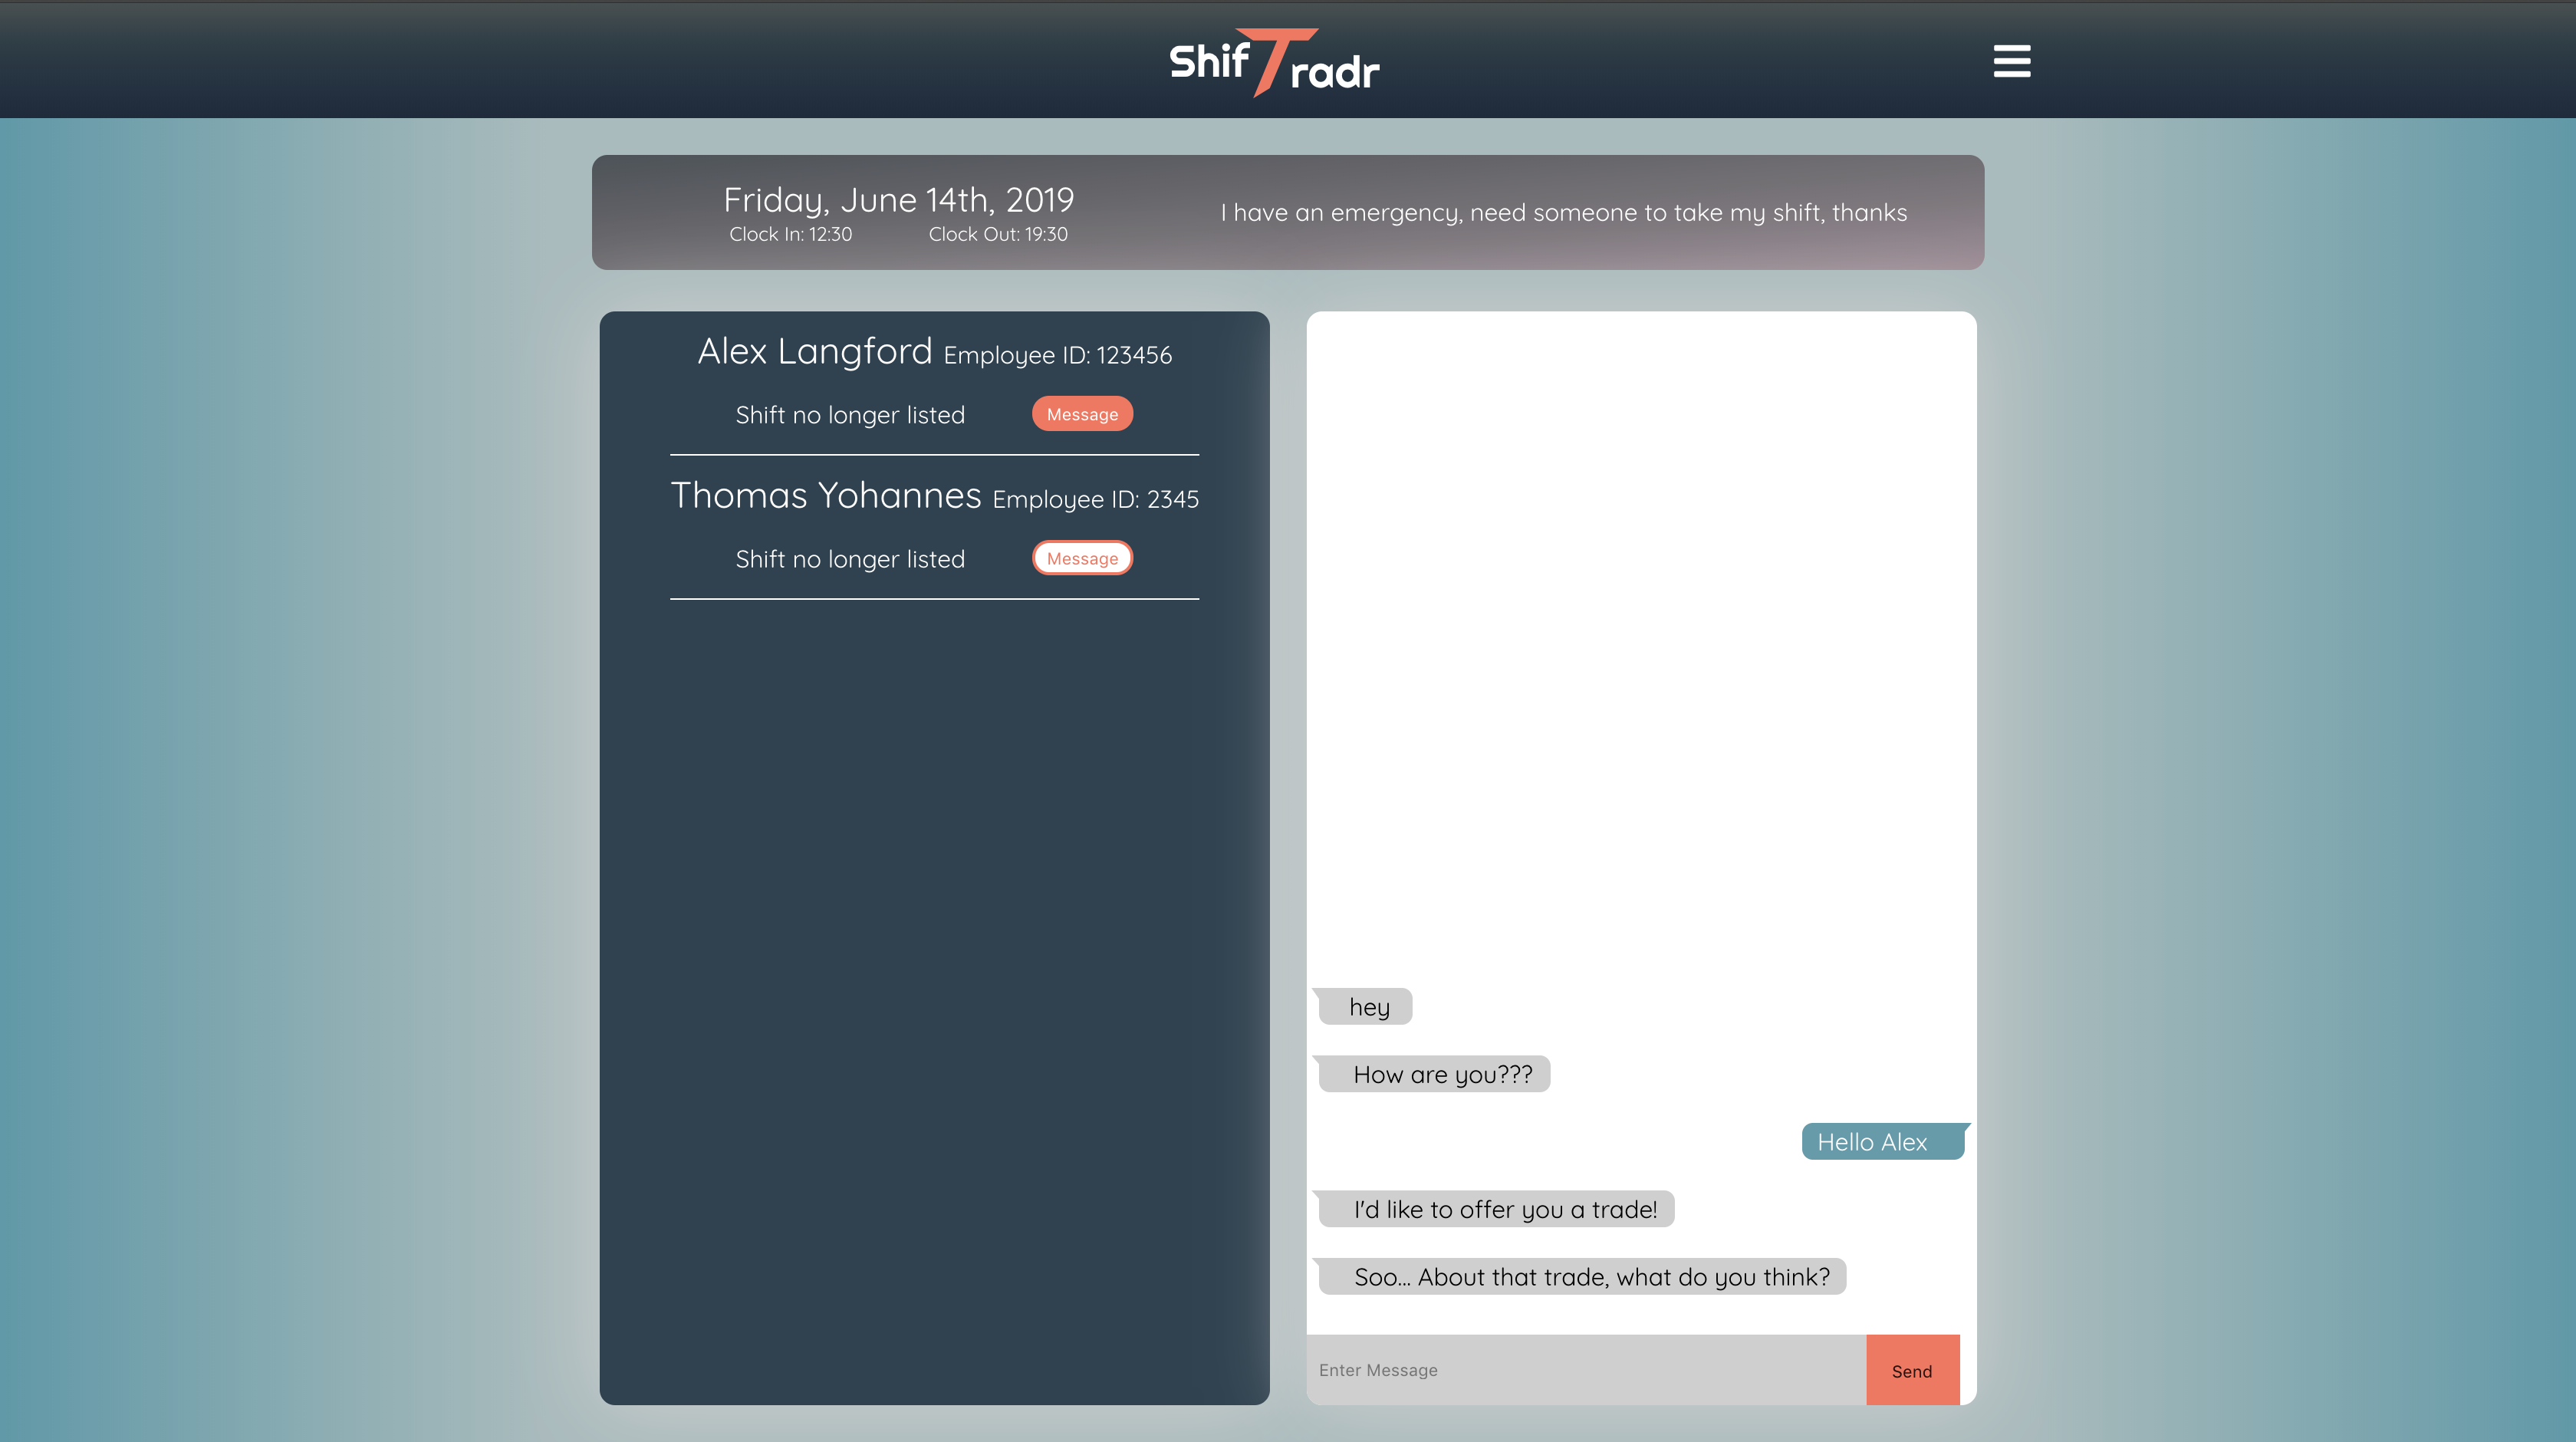 ShifTradr
Friday, June 14th, 2019
Clock In: 12:30 Clock Out: 19:30
I have an emergency, need someone to take my shift, thanks
Alex Langford Employee ID: 123456
Shift no longer listed Message
Thomas Yohannes Employee ID: 2345
Shift no longer listed Message
hey
How are you???
Hello Alex
I'd like to offer you a trade!
Soo... About that trade, what do you think?
Enter Message Send